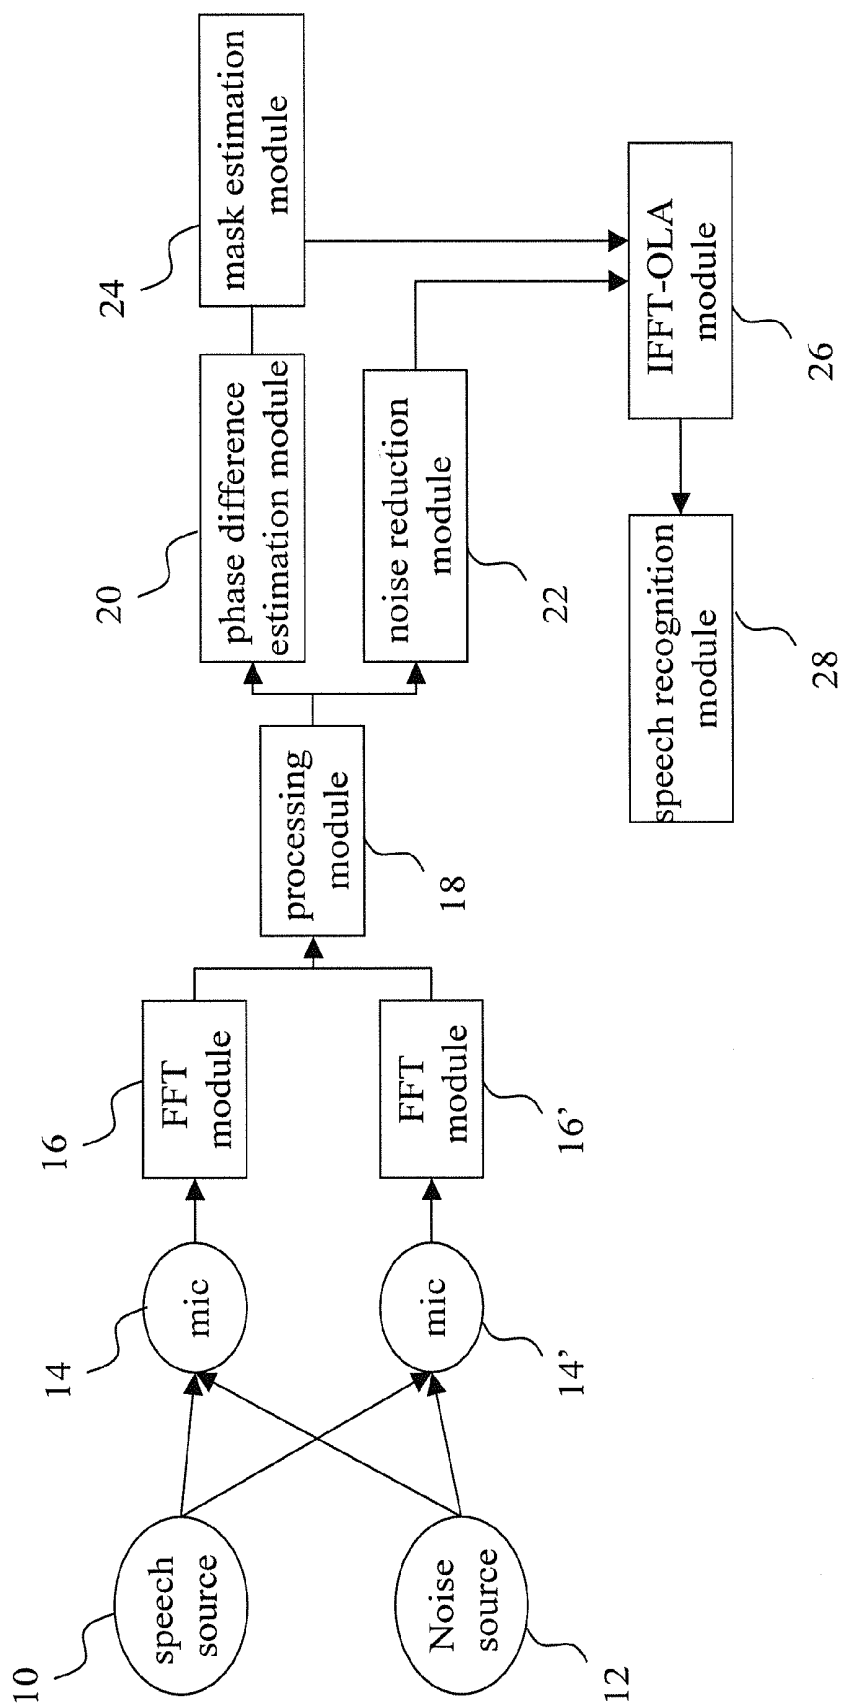 10
speech
source
12
Noise
source
14
mic
14’
mic
16
FFT
module
16’
FFT
module
18
processing
module
20
phase difference
estimation module
22
noise reduction
module
24
mask estimation
module
26
IFFT-OLA
module
28
speech recognition
module